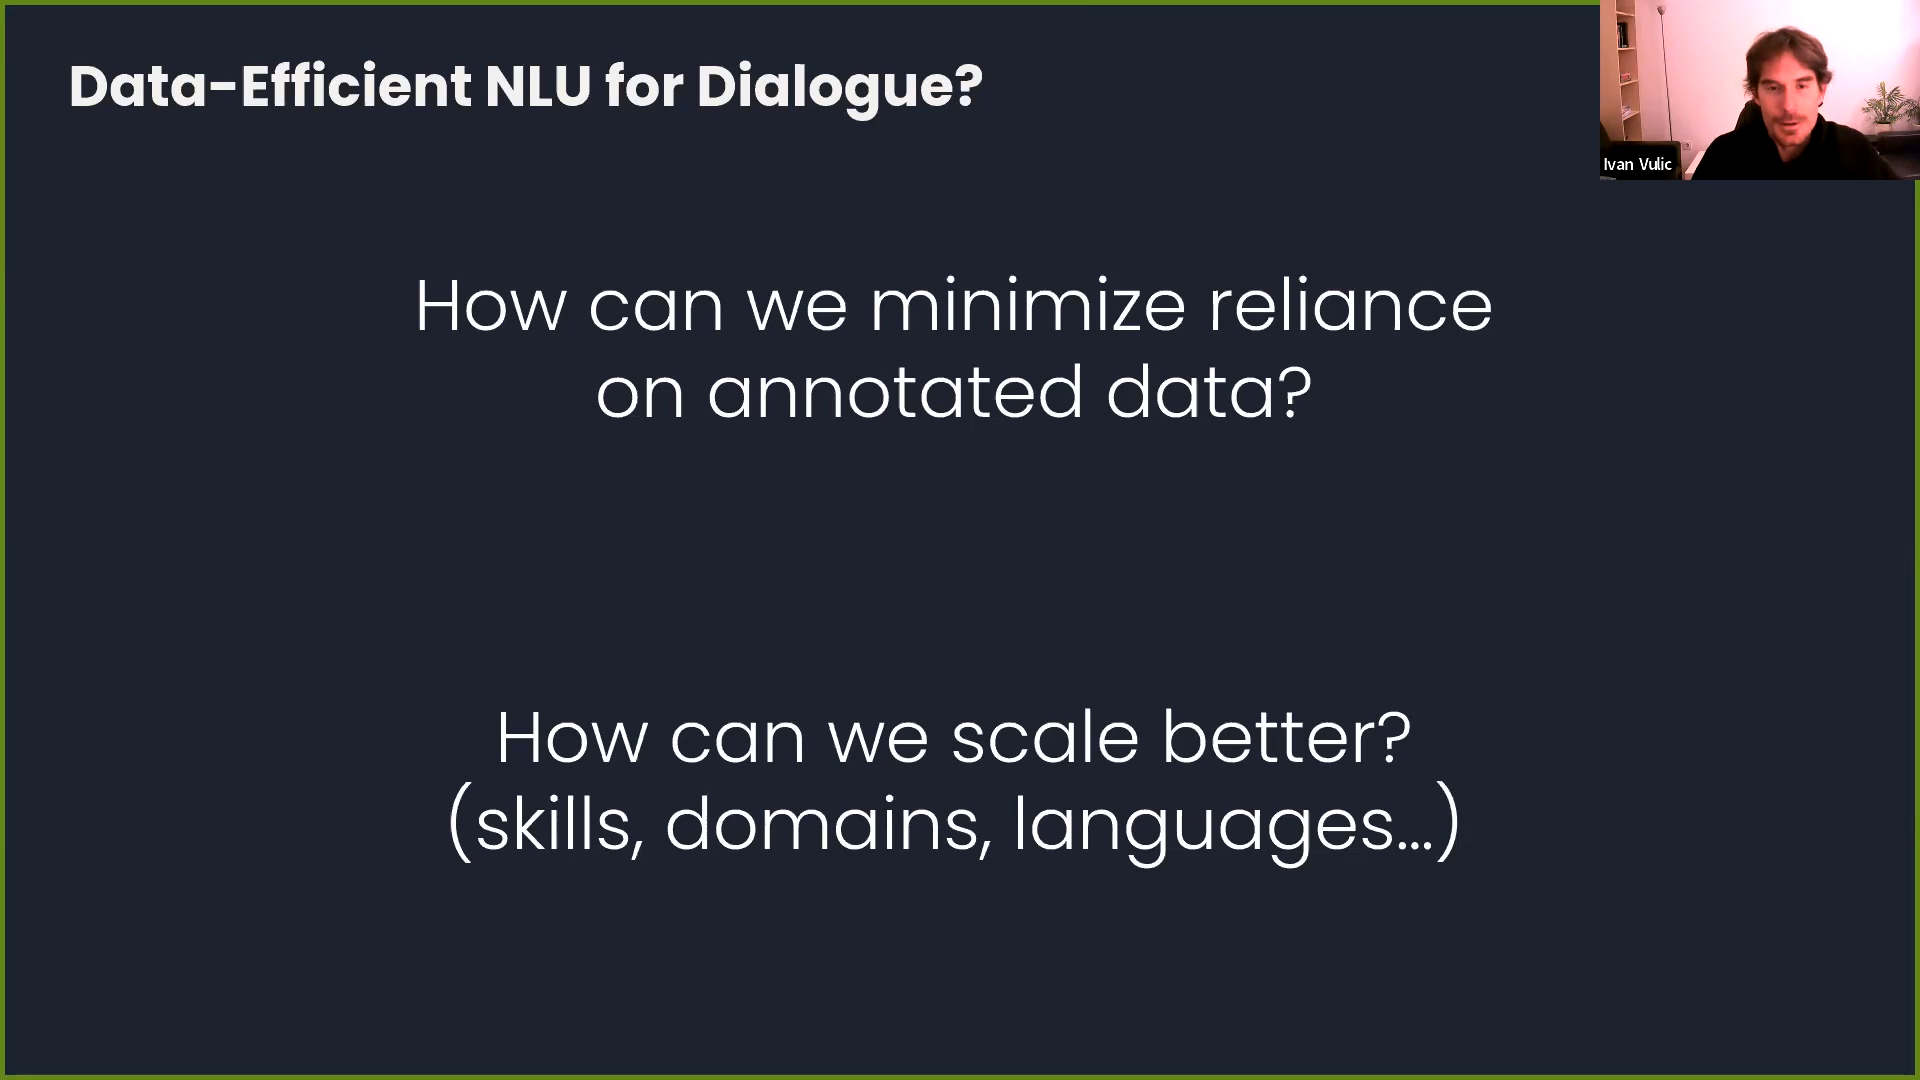 Data-Efficient NLU for Dialogue?
Ivan Vulic
How can we minimize reliance
on annotated data?
How can we scale better?
(skills, domains, languages...)